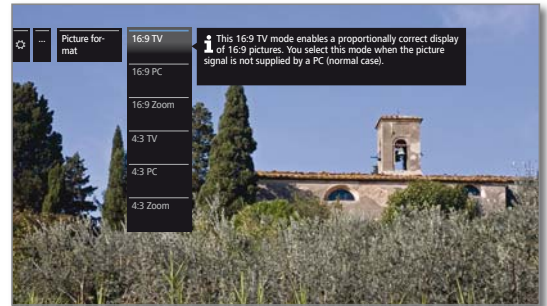 ...
Picture for-
mat
16:9 TV
16:9 PC
16:9 Zoom
4:3 TV
4:3 PC
4:3 Zoom
This 16:9 TV mode enables a proportionally correct display
of 16:9 pictures. You select this mode when the picture
signal is not supplied by a PC (normal case).